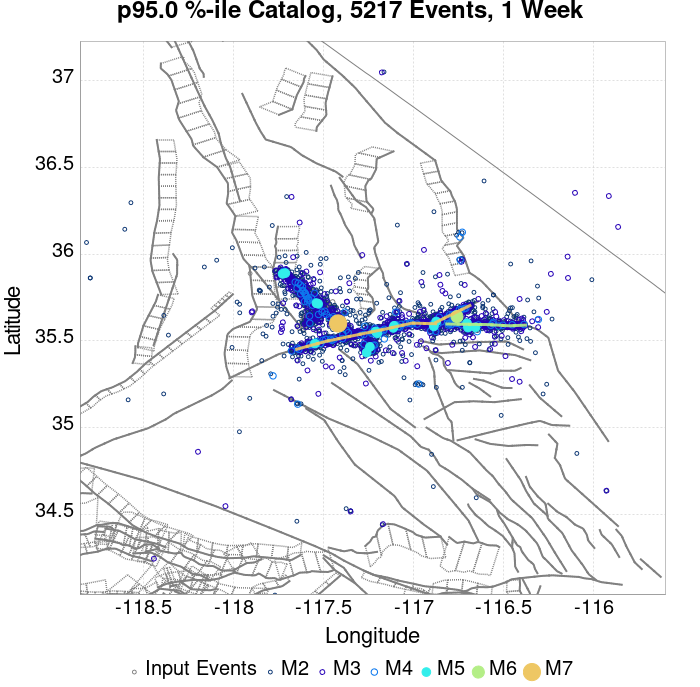 p95.0 %-ile Catalog, 5217 Events, 1 Week
Latitude
37
36.5
36
35.5
35
34.5
-118.5 -118 -117.5 -117 -116.5 -116
Longitude
Input Events M2 M3 M4 M5 M6 M7